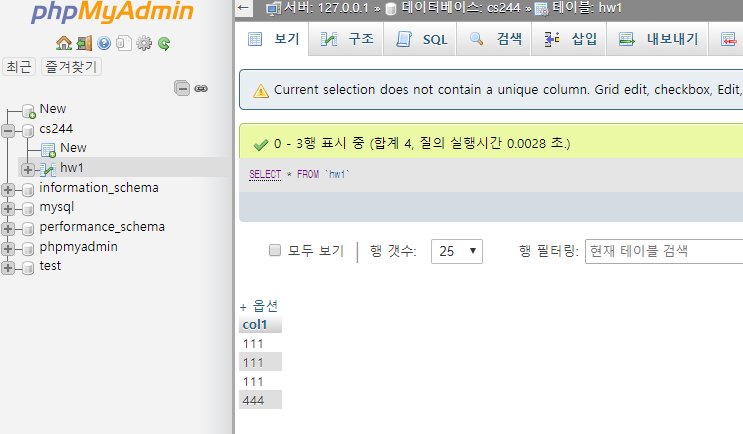 phpMyAdmin
최근 즐겨찾기
New
cs244
New
hw1
information_schema
mysql
performance_schema
phpmyadmin
test
서버: 127.0.0.1 » 데이터베이스: cs244 » 테이블: hw1
보기 구조 SQL 검색 삽입 내보내기
Current selection does not contain a unique column. Grid edit, checkbox, Edit,
0 - 3행 표시 중 (합계 4, 질의 실행시간 0.0028 초.)
SELECT * FROM `hw1`
모두 보기 | 행 갯수: 25 행 필터링: 현재 테이블 검색
+ 옵션
col1
111
111
111
444